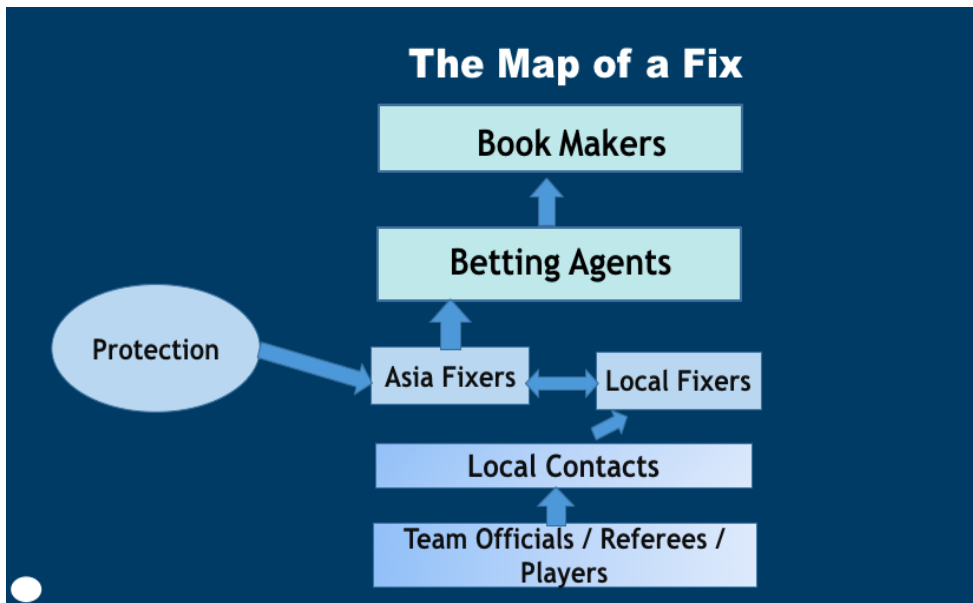 The Map of a Fix
Book Makers
Betting Agents
Protection
Asia Fixers
Local Fixers
Local Contacts
Team Officials / Referees /
Players